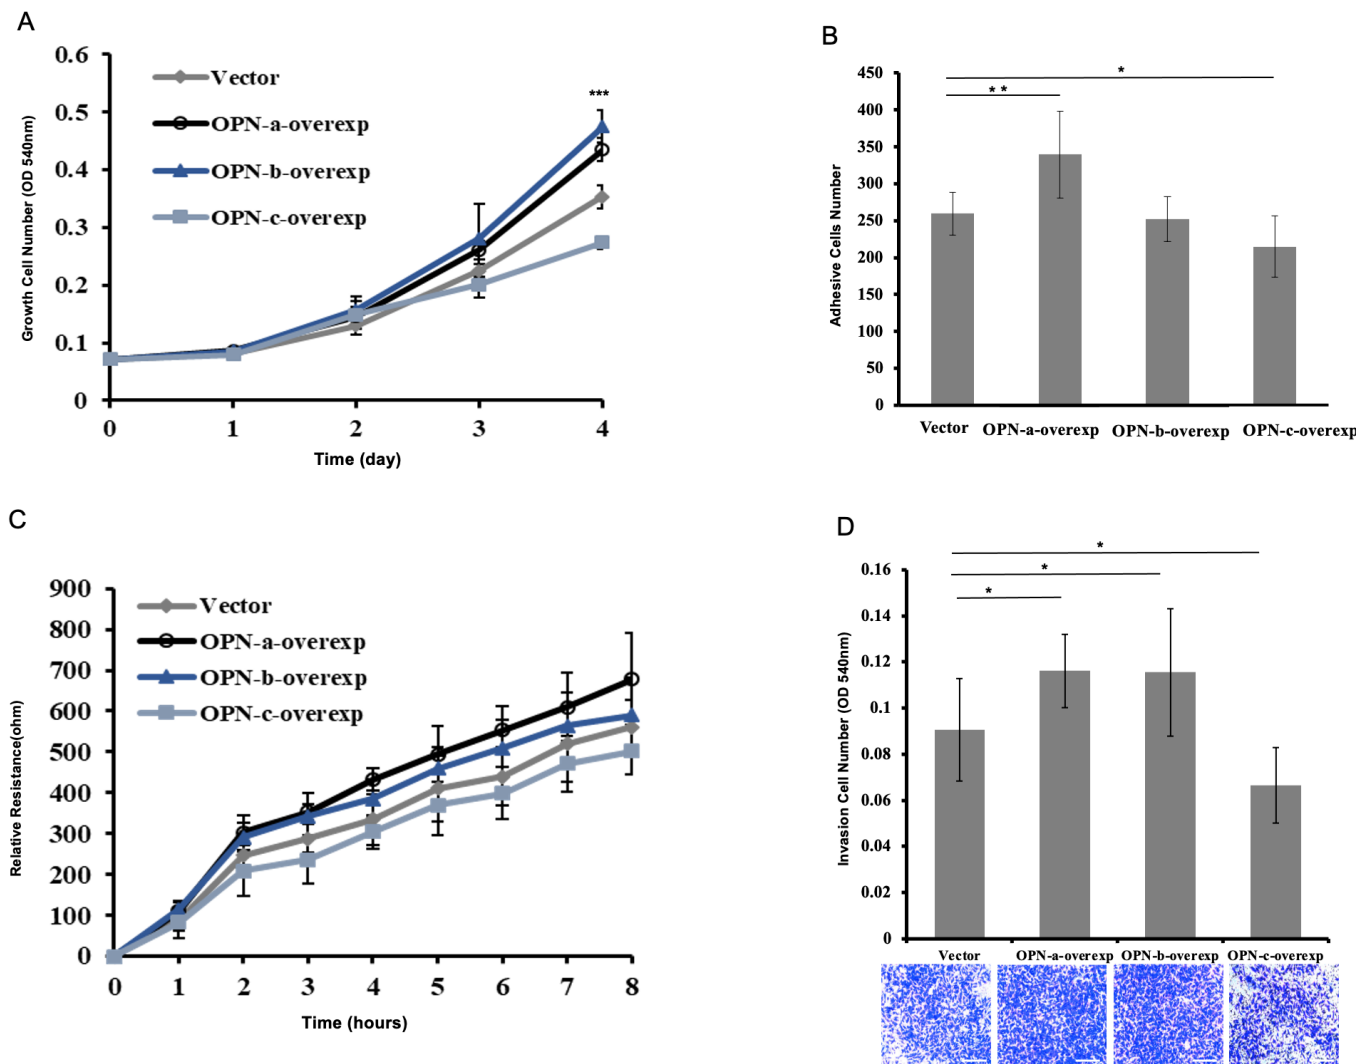 A
0.6
0.5
0.4
0.3
0.2
0.1
0
Growth Cell Number (OD 540nm)
Vector
OPN-a-overexp
OPN-b-overexp
OPN-c-overexp
***
0 1 2 3 4
Time (day)
B
450
400
350
300
250
200
150
100
50
0
Adhesive Cells Number
*
**
Vector OPN-a-overexp OPN-b-overexp OPN-c-overexp
C
900
800
700
600
500
400
300
200
100
0
Relative Resistance(ohm)
Vector
OPN-a-overexp
OPN-b-overexp
OPN-c-overexp
0 1 2 3 4 5 6 7 8
Time (hours)
D
0.16
0.14
0.12
0.1
0.08
0.06
0.04
0.02
0
Invasion Cell Number (OD 540nm)
*
*
*
Vector OPN-a-overexp OPN-b-overexp OPN-c-overexp